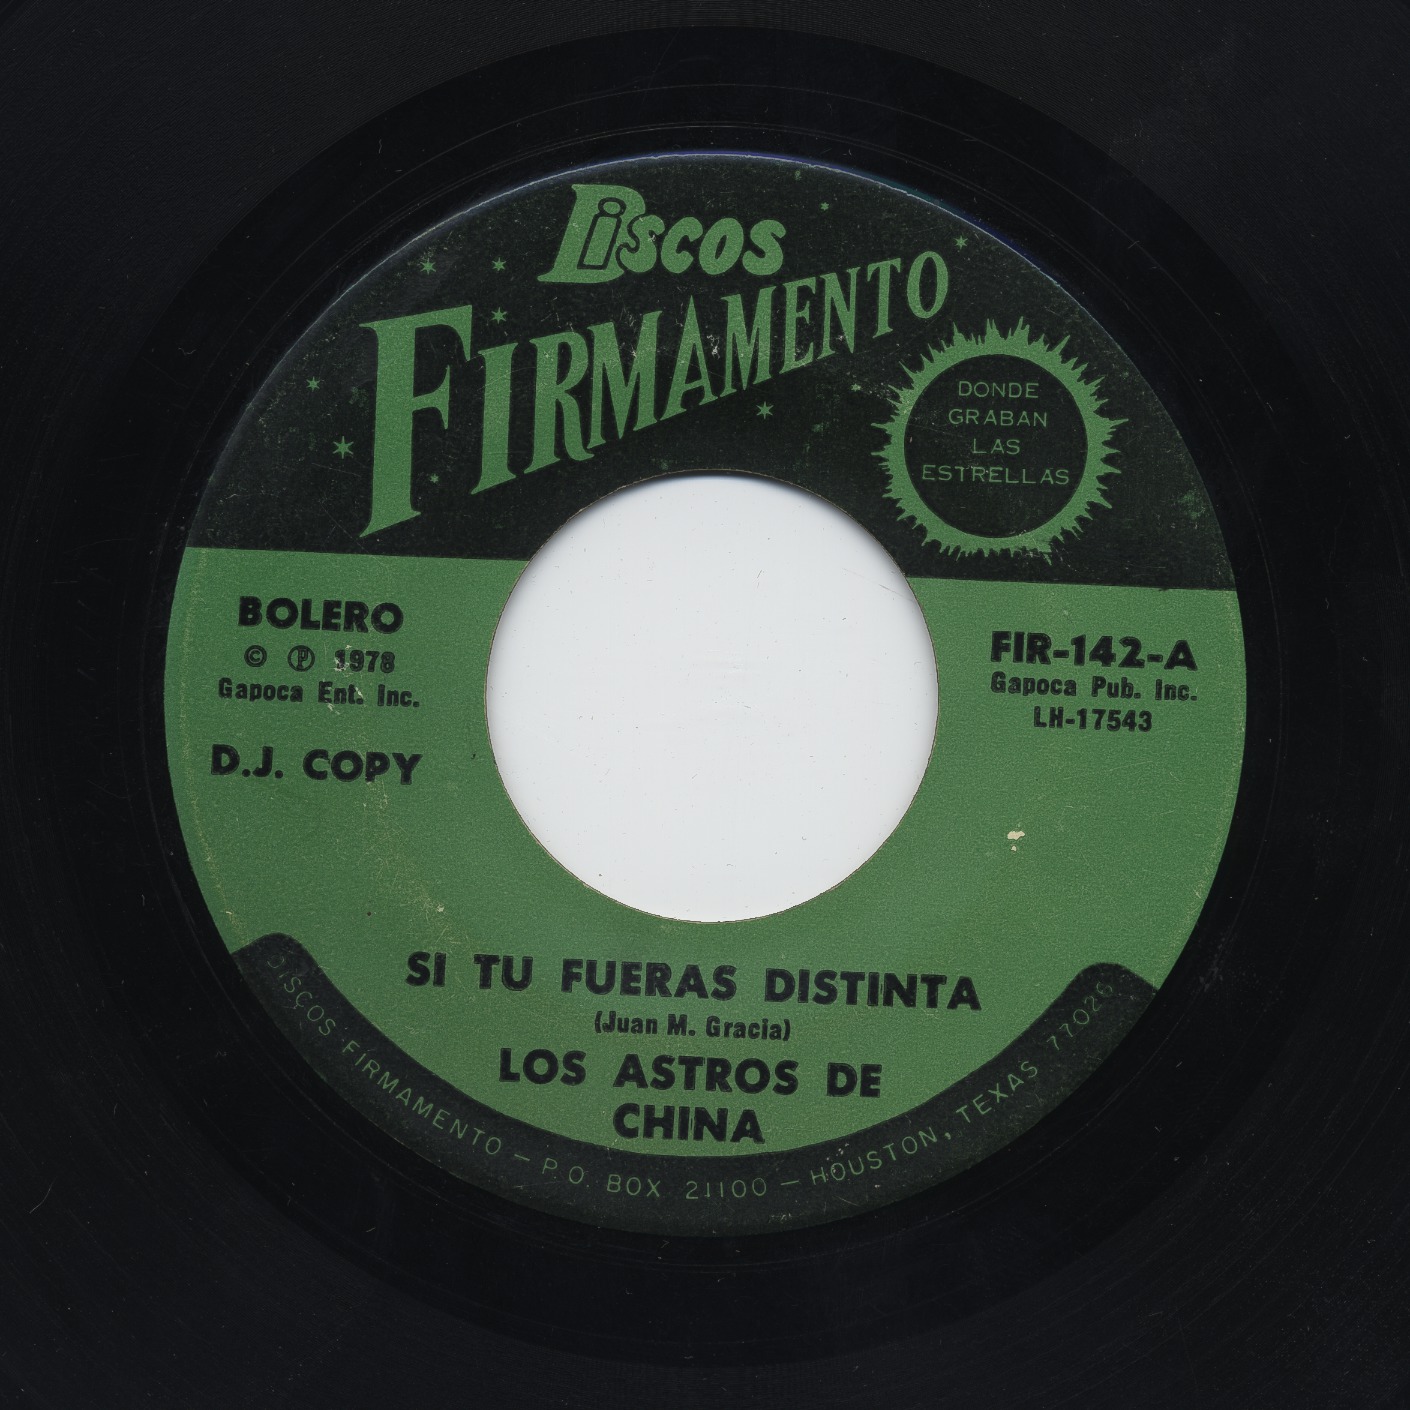 Discos
FIRMAMENTO
DONDE
GRABAN
LAS
ESTRELLAS
BOLERO
© ℗ 1978
Gapoca Ent. Inc.
D.J. COPY
FIR-142-A
Gapoca Pub. Inc.
LH-17543
SI TU FUERAS DISTINTA
(Juan M. Gracia)
LOS ASTROS DE
CHINA
DISCOS FIRMAMENTO — P.O. BOX 21100 — HOUSTON, TEXAS 77026